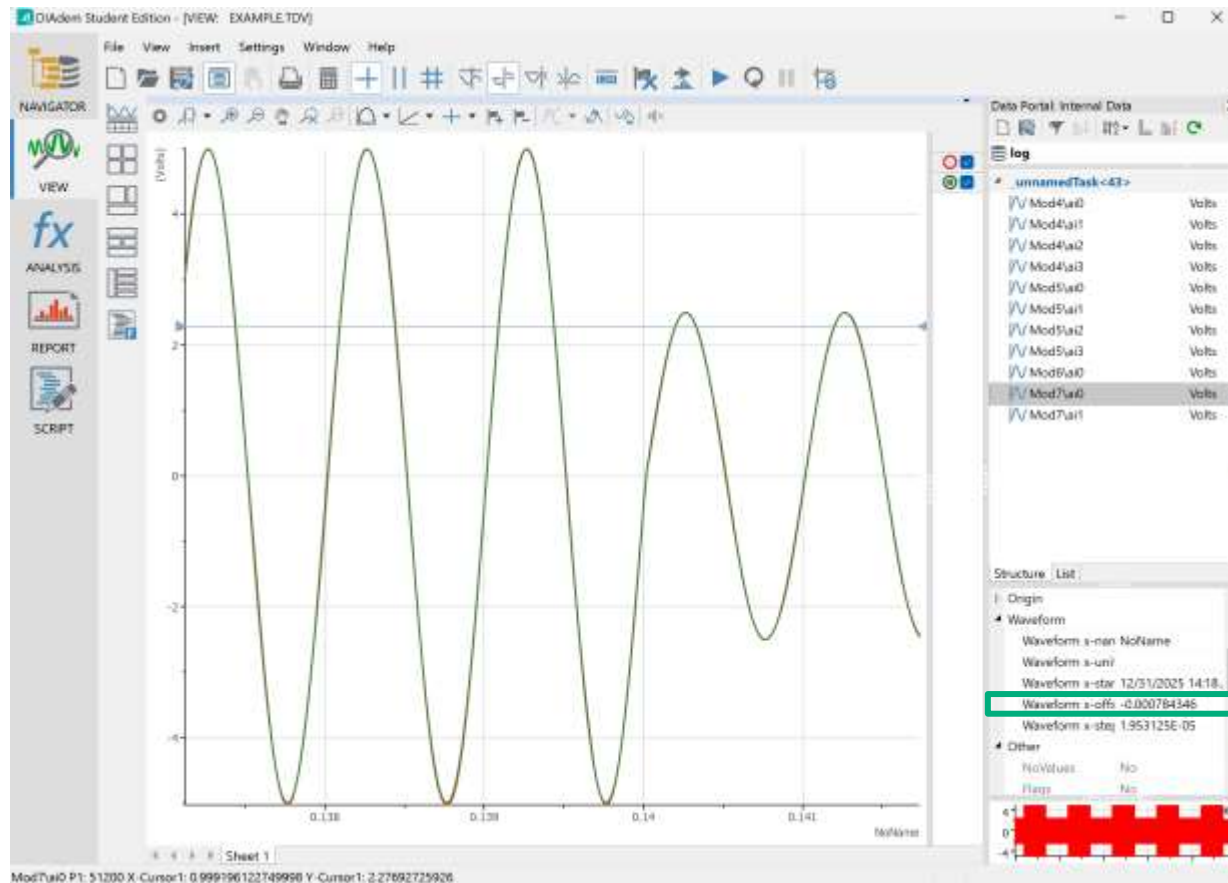 DIAdem Student Edition - [VIEW: EXAMPLE.TDV]
File View Insert Settings Window Help
NAVIGATOR
VIEW
fx
ANALYSIS
REPORT
SCRIPT
(Volts)
4
2
0
-2
-4
0.138
0.139
0.14
0.141
NoName
Sheet 1
Data Portal: Internal Data
log
_unnamedTask<43>
Mod4\ai0 Volts
Mod4\ai1 Volts
Mod4\ai2 Volts
Mod4\ai3 Volts
Mod5\ai0 Volts
Mod5\ai1 Volts
Mod5\ai2 Volts
Mod5\ai3 Volts
Mod6\ai0 Volts
Mod7\ai0 Volts
Mod7\ai1 Volts
Structure List
Origin
Waveform
Waveform x-nan NoName
Waveform x-uni
Waveform x-star 12/31/2025 14:18..
Waveform x-offs -0.000784346
Waveform x-step 1.953125E-05
Other
NoValues No
Flags No
4
0
-4
Mod7\ai0 P1: 51200 X-Cursor1: 0.999196122749998 Y-Cursor1: 2.27692725926